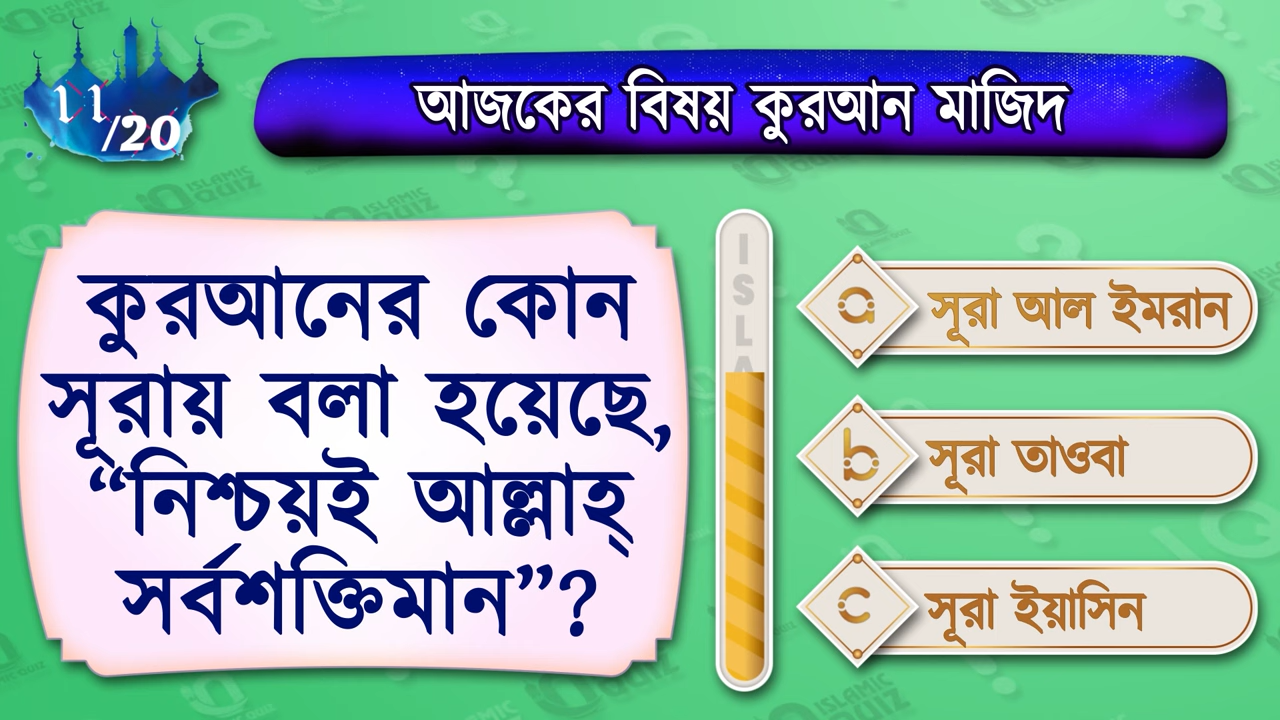 11/20
আজকের বিষয় কুরআন মাজিদ
কুরআনের কোন
সূরায় বলা হয়েছে,
“নিশ্চয়ই আল্লাহ্
সর্বশক্তিমান”?
ISLA
a সূরা আল ইমরান
b সূরা তাওবা
c সূরা ইয়াসিন